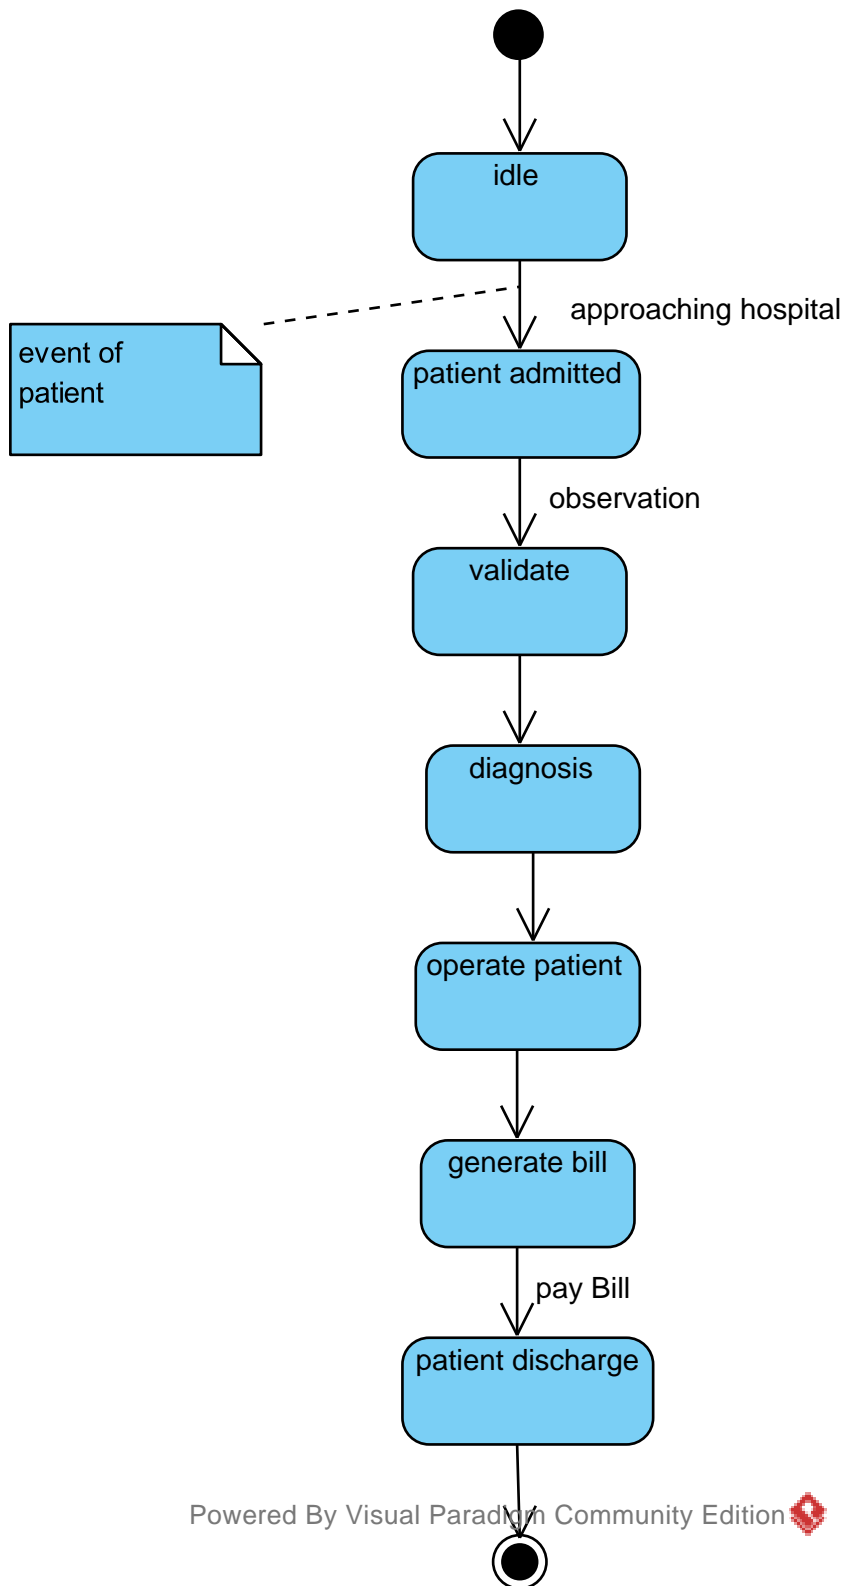 idle
approaching hospital
event of
patient
patient admitted
observation
validate
diagnosis
operate patient
generate bill
pay Bill
patient discharge
Powered By Visual Paradigm Community Edition